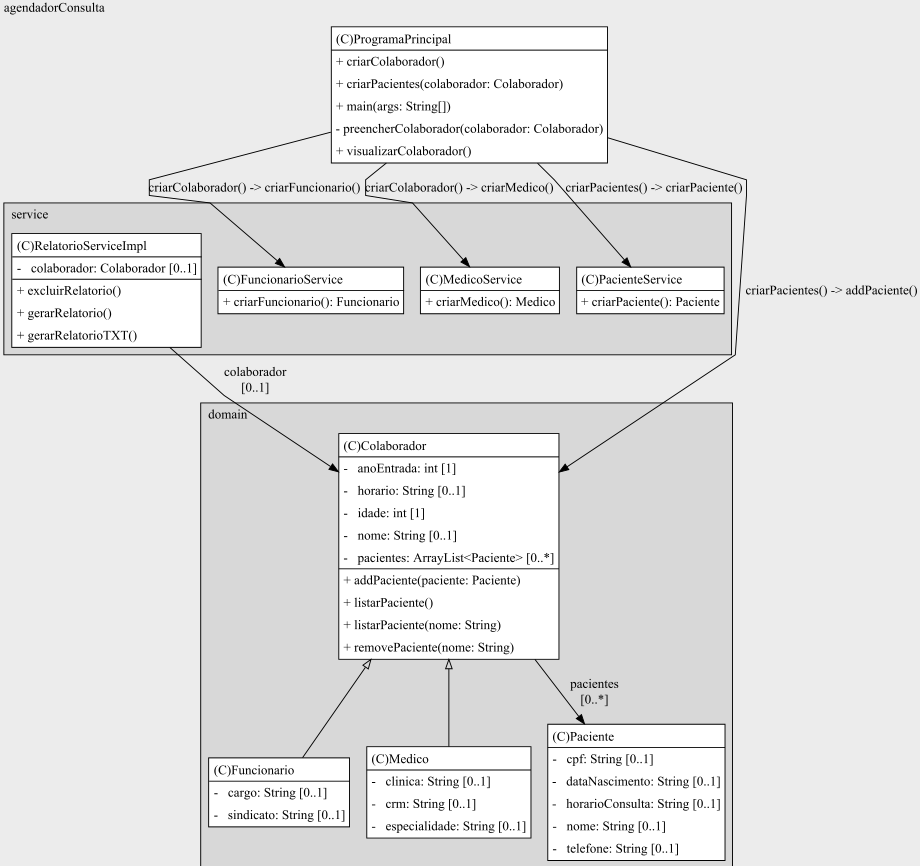 agendadorConsulta
(C)ProgramaPrincipal
+ criarColaborador()
+ criarPacientes(colaborador: Colaborador)
+ main(args: String[])
- preencherColaborador(colaborador: Colaborador)
+ visualizarColaborador()
criarColaborador() -> criarFuncionario()
criarColaborador() -> criarMedico()
criarPacientes() -> criarPaciente()
criarPacientes() -> addPaciente()
service
(C)RelatorioServiceImpl
- colaborador: Colaborador [0..1]
+ excluirRelatorio()
+ gerarRelatorio()
+ gerarRelatorioTXT()
(C)FuncionarioService
+ criarFuncionario(): Funcionario
(C)MedicoService
+ criarMedico(): Medico
(C)PacienteService
+ criarPaciente(): Paciente
colaborador
[0..1]
domain
(C)Colaborador
- anoEntrada: int [1]
- horario: String [0..1]
- idade: int [1]
- nome: String [0..1]
- pacientes: ArrayList<Paciente> [0..*]
+ addPaciente(paciente: Paciente)
+ listarPaciente()
+ listarPaciente(nome: String)
+ removePaciente(nome: String)
pacientes
[0..*]
(C)Funcionario
- cargo: String [0..1]
- sindicato: String [0..1]
(C)Medico
- clinica: String [0..1]
- crm: String [0..1]
- especialidade: String [0..1]
(C)Paciente
- cpf: String [0..1]
- dataNascimento: String [0..1]
- horarioConsulta: String [0..1]
- nome: String [0..1]
- telefone: String [0..1]